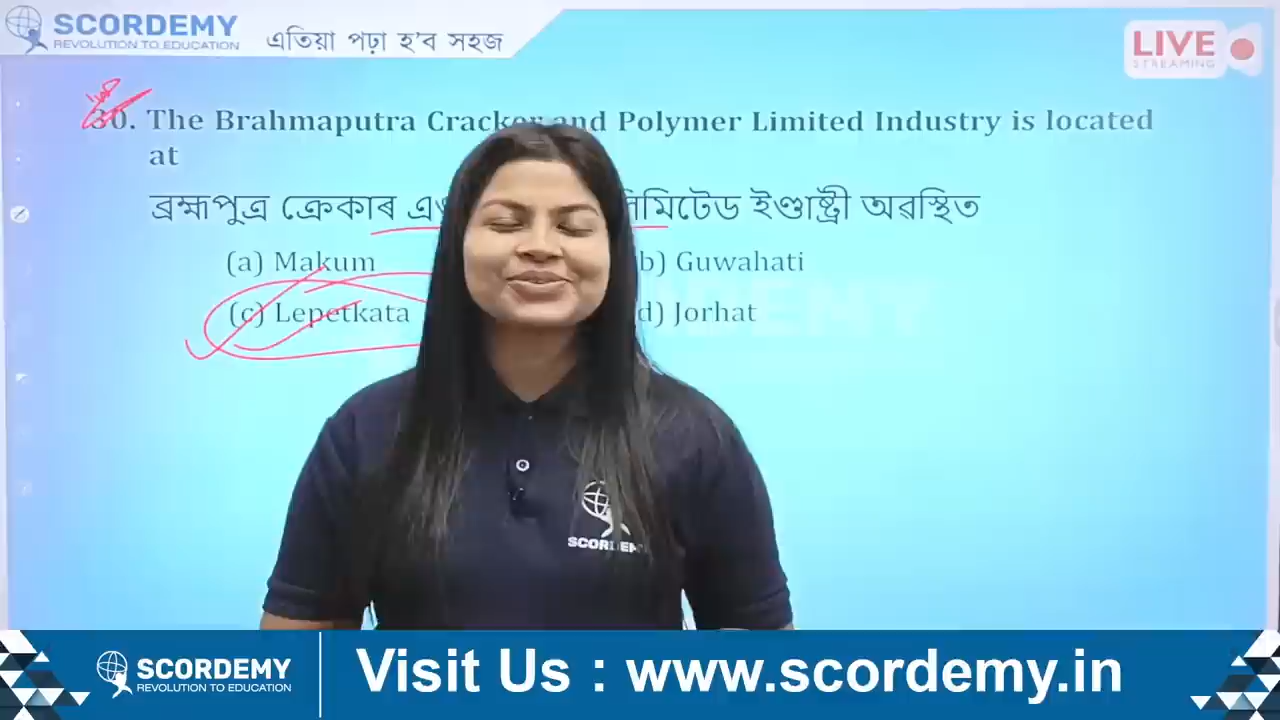 SCORDEMY
REVOLUTION TO EDUCATION
এতিয়া পঢ়া হ'ব সহজ
LIVE
STREAMING
30. The Brahmaputra Cracker and Polymer Limited Industry is located
at
ব্ৰহ্মপুত্ৰ ক্ৰেকাৰ লিমিটেড ইণ্ডাষ্ট্ৰী অৱস্থিত
(a) Makum b) Guwahati
(c) Lepetkata d) Jorhat
SCORDEMY
SCORDEMY
REVOLUTION TO EDUCATION
Visit Us : www.scordemy.in